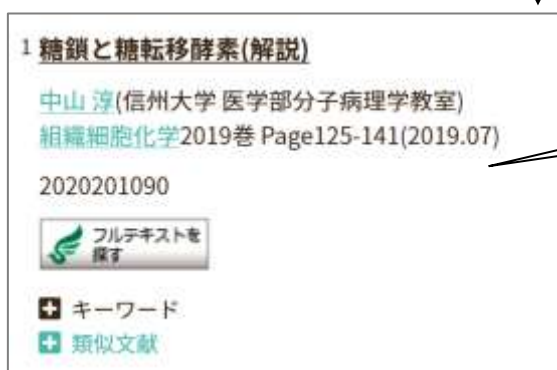 1 糖鎖と糖転移酵素(解説)
中山 淳(信州大学 医学部分子病理学教室)
組織細胞化学2019巻 Page125-141(2019.07)
2020201090
フルテキストを
探す
キーワード
類似文献